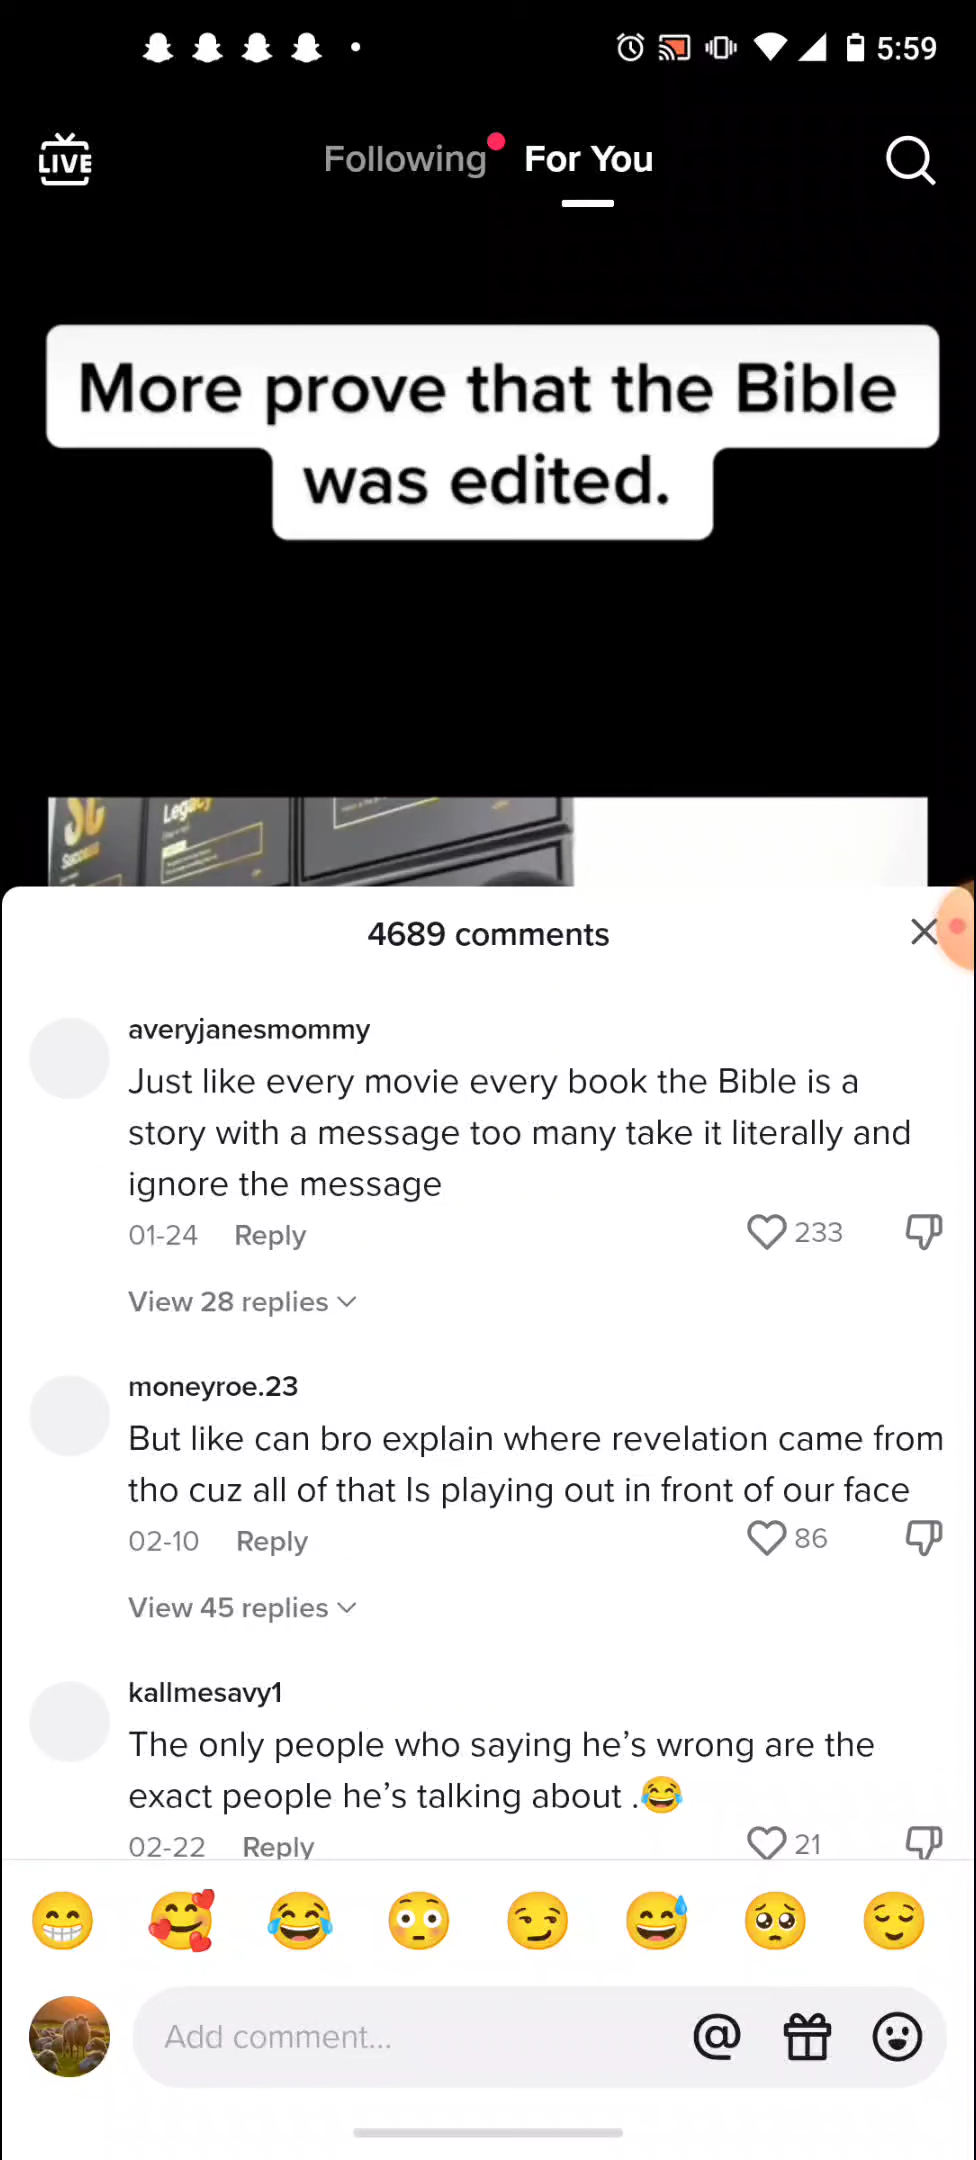 5:59
LIVE
Following For You
More prove that the Bible
was edited.
Legacy
Success
4689 comments
averyjanesmommy
Just like every movie every book the Bible is a
story with a message too many take it literally and
ignore the message
01-24 Reply 233
View 28 replies
moneyroe.23
But like can bro explain where revelation came from
tho cuz all of that Is playing out in front of our face
02-10 Reply 86
View 45 replies
kallmesavy1
The only people who saying he’s wrong are the
exact people he’s talking about .😂
02-22 Reply 21
Add comment...